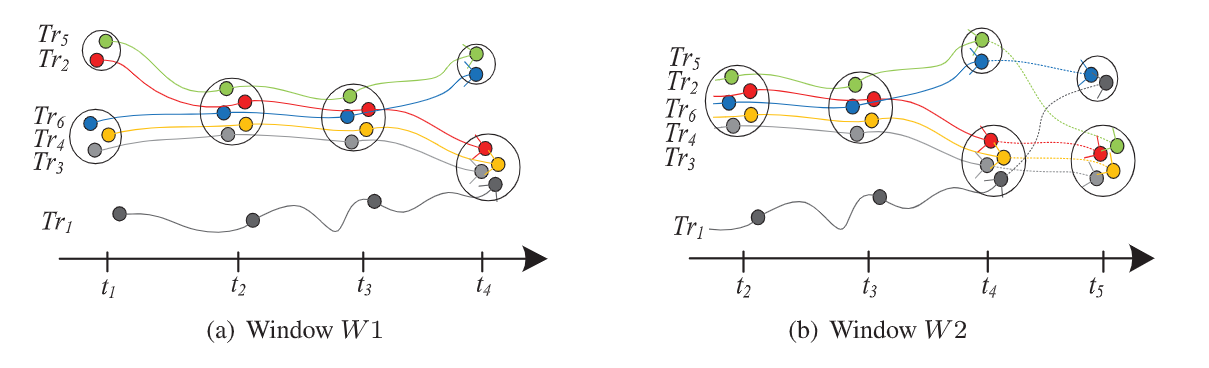 Tr5
Tr2
Tr6
Tr4
Tr3
Tr1
t1 t2 t3 t4
(a) Window W1
Tr5
Tr2
Tr6
Tr4
Tr3
Tr1
t2 t3 t4 t5
(b) Window W2